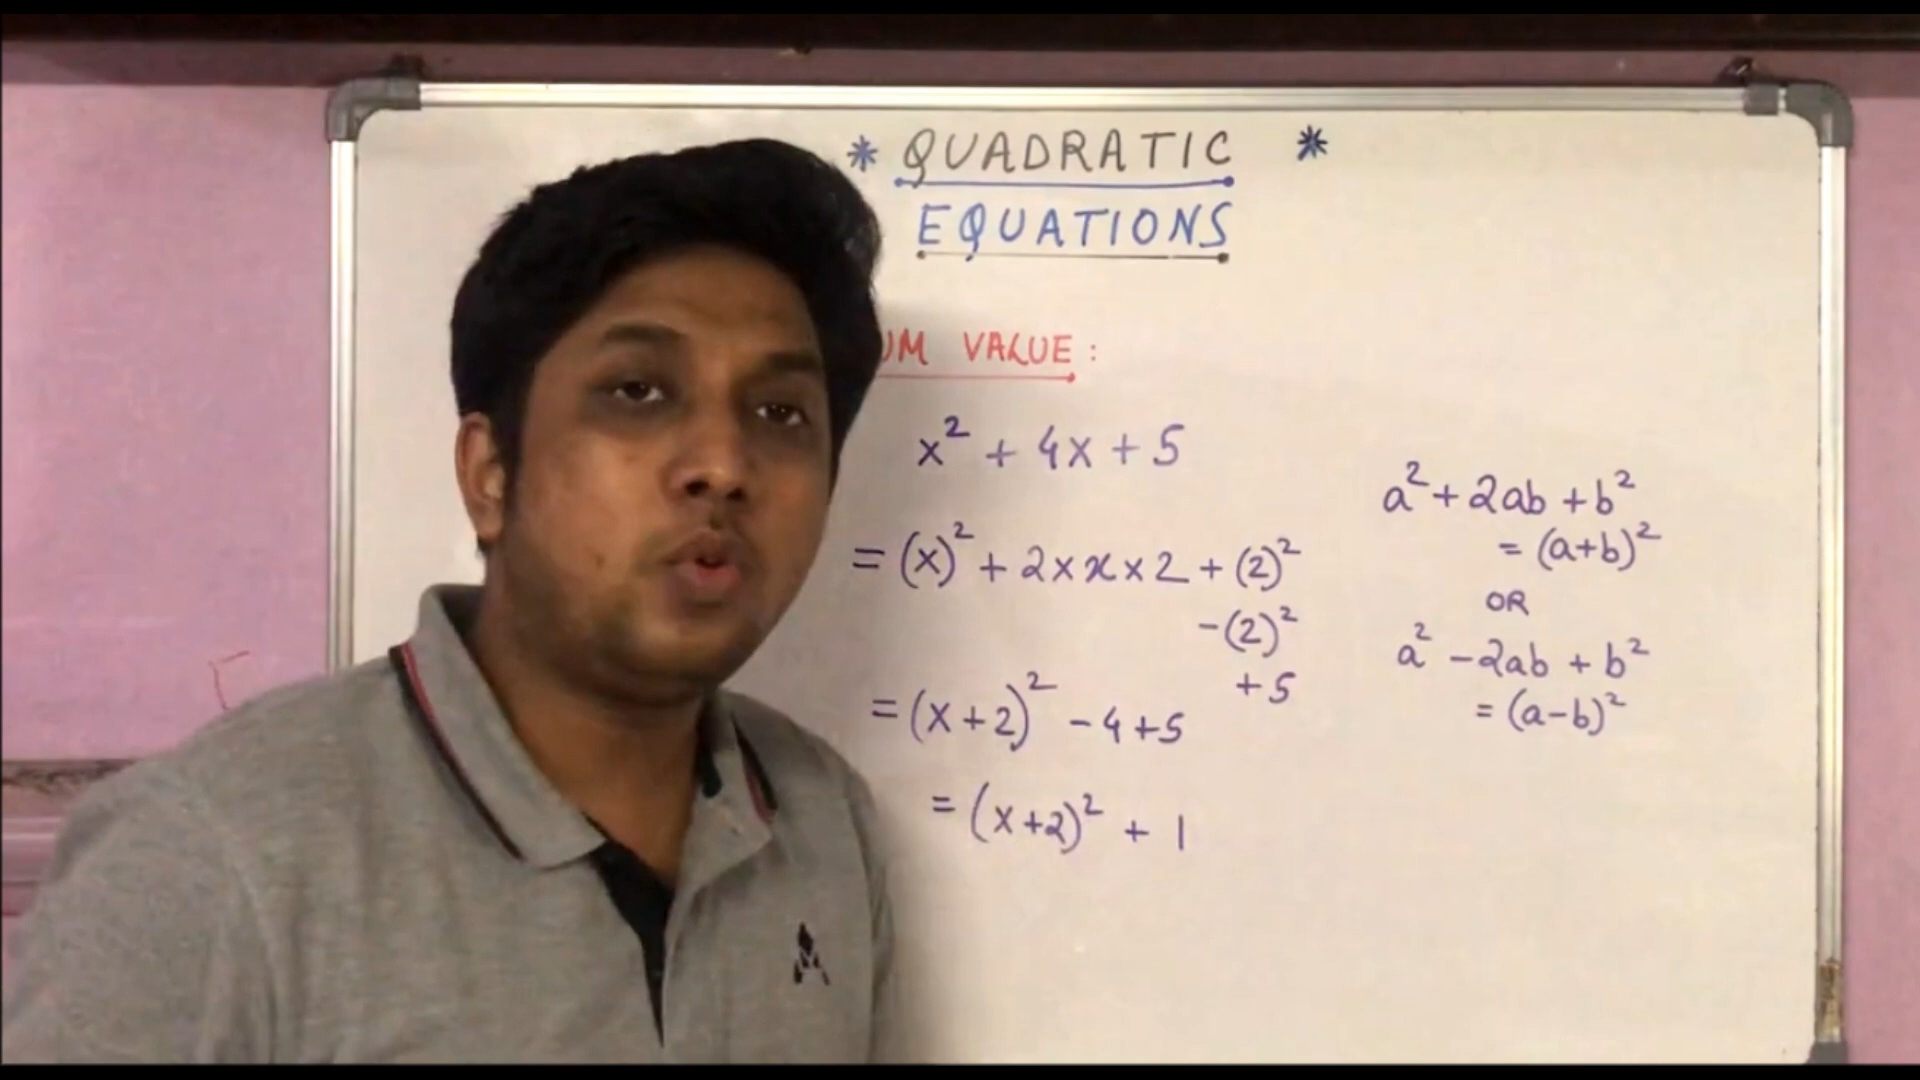 * QUADRATIC *
EQUATIONS
UM VALUE:
x² + 4x + 5
= (x)² + 2×x×2 + (2)²
-(2)²
+5
= (x+2)² - 4 + 5
= (x+2)² + 1
a² + 2ab + b²
= (a+b)²
OR
a² - 2ab + b²
= (a-b)²